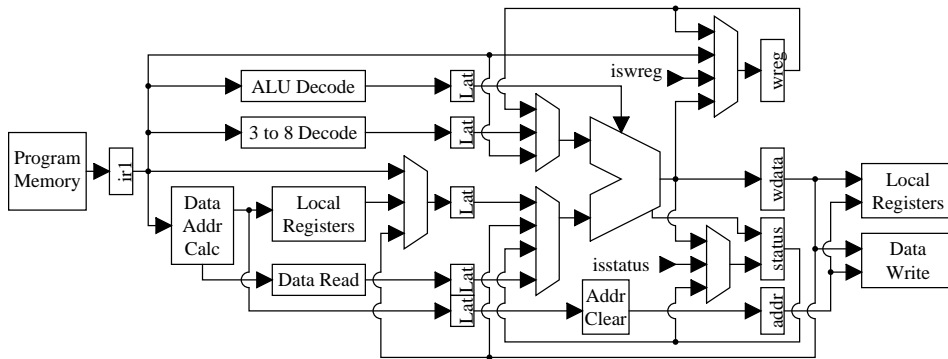 iswreg
wreg
ALU Decode
Lat
3 to 8 Decode
Lat
Program
Memory
ir1
Data
Addr
Calc
Local
Registers
Lat
wdata
Local
Registers
Data Read
Lat
Lat
isstatus
Addr
Clear
status
addr
Data
Write